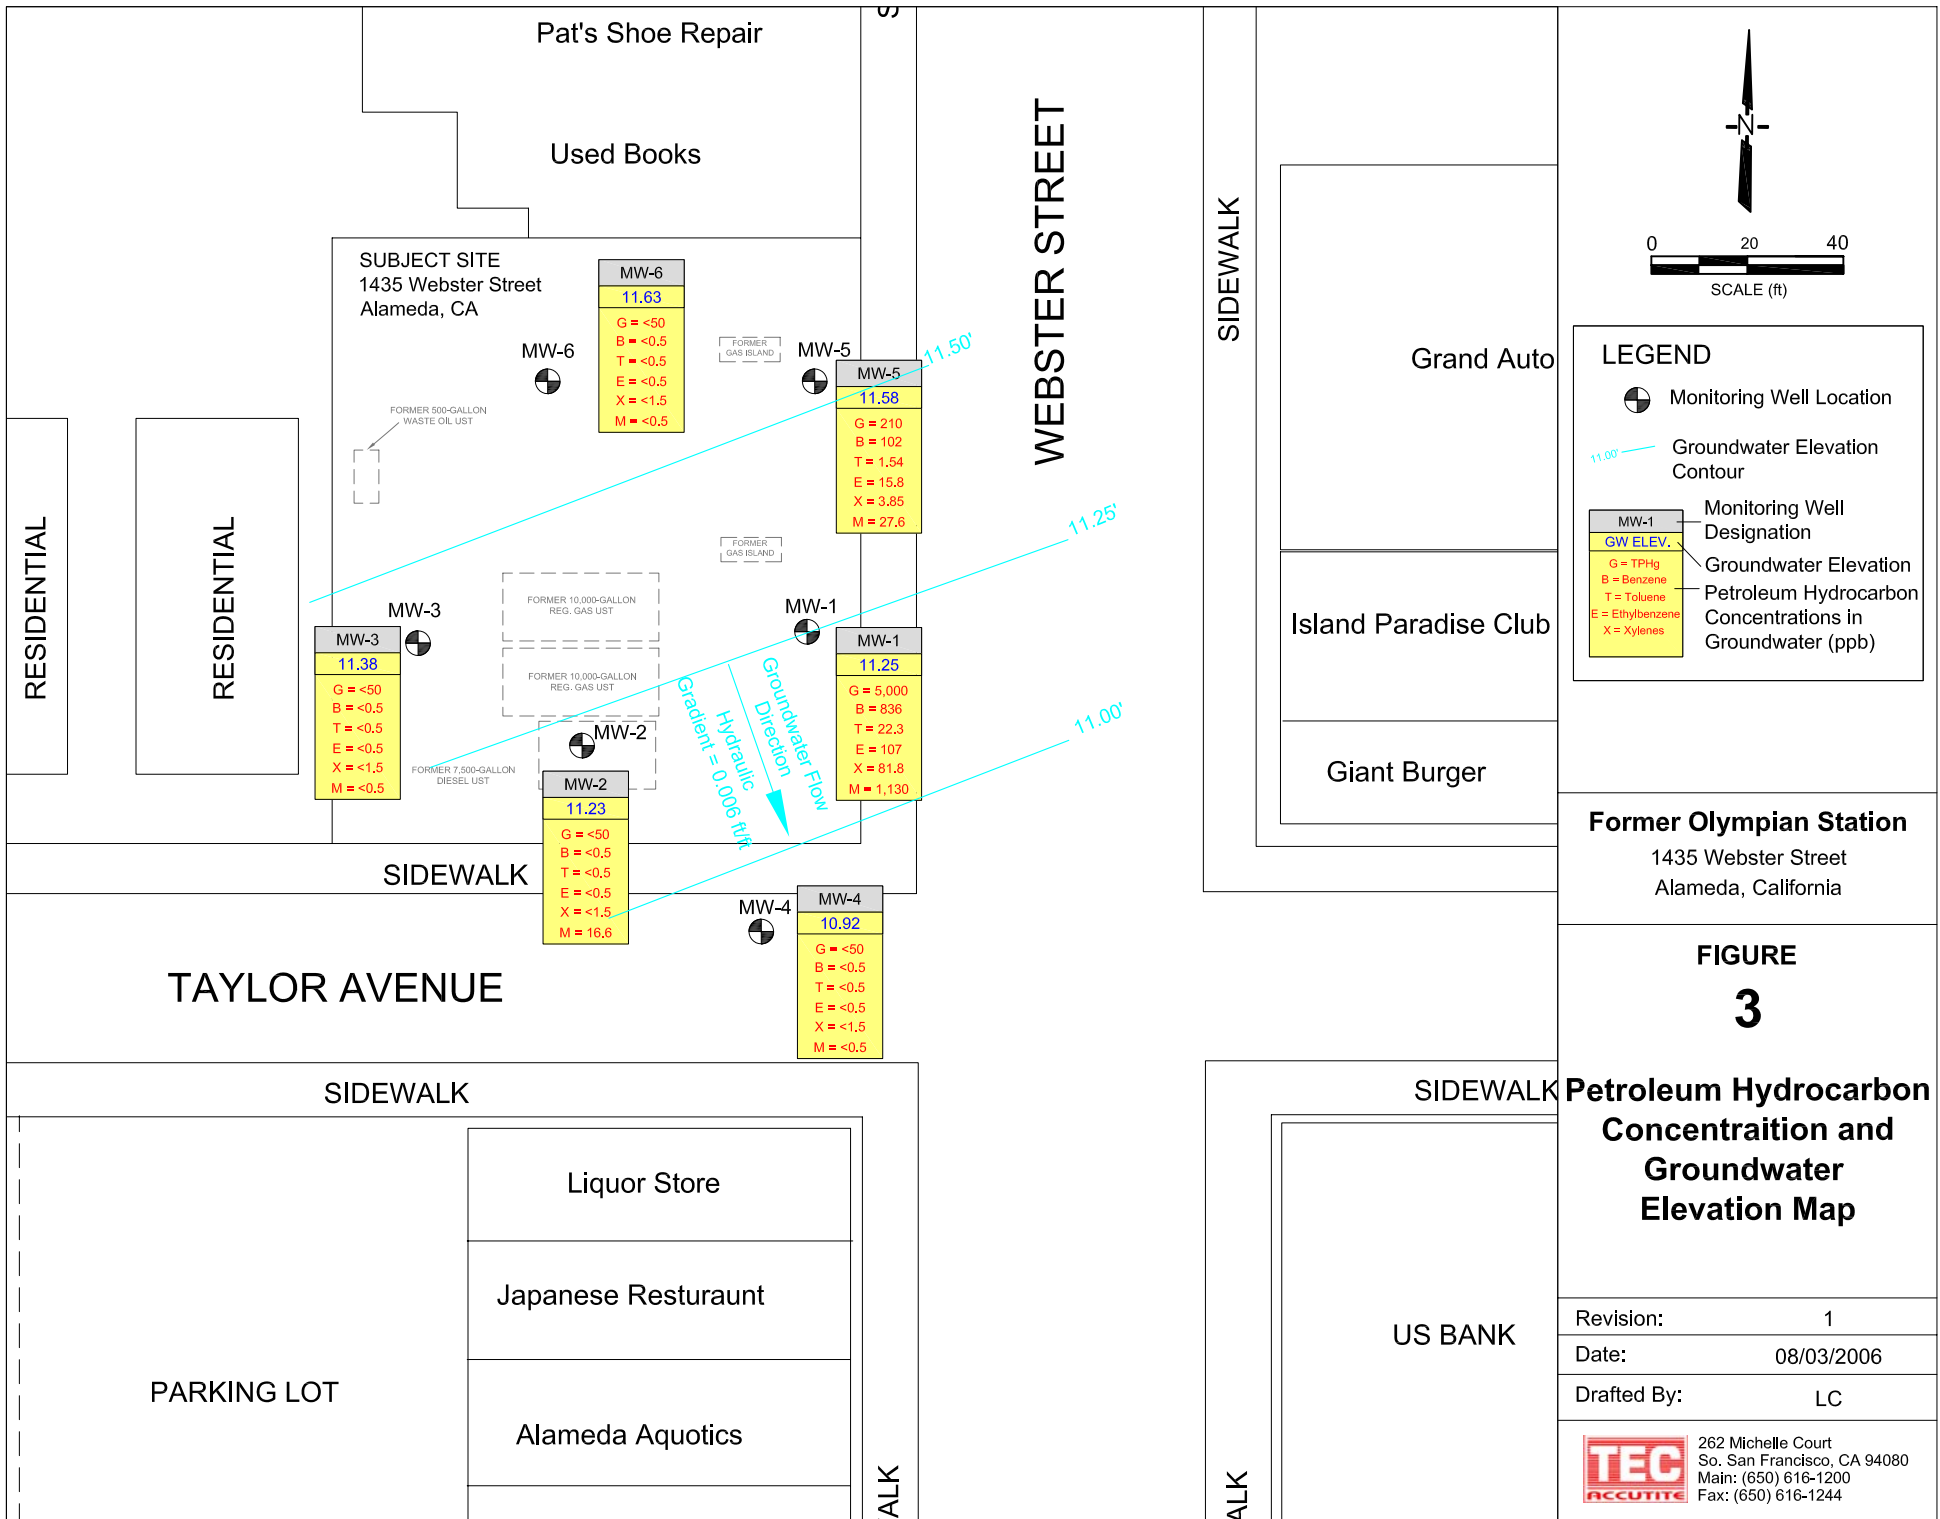 Pat's Shoe Repair
Used Books
WEBSTER STREET
SIDEWALK
SUBJECT SITE
1435 Webster Street
Alameda, CA
MW-6
MW-6
11.63
G = <50
B = <0.5
T = <0.5
E = <0.5
X = <1.5
M = <0.5
FORMER
GAS ISLAND
MW-5
MW-5
11.58
G = 210
B = 102
T = 1.54
E = 15.8
X = 3.85
M = 27.6
11.50'
FORMER 500-GALLON
WASTE OIL UST
11.25'
FORMER
GAS ISLAND
RESIDENTIAL
RESIDENTIAL
FORMER 10,000-GALLON
REG. GAS UST
FORMER 10,000-GALLON
REG. GAS UST
MW-3
MW-3
11.38
G = <50
B = <0.5
T = <0.5
E = <0.5
X = <1.5
M = <0.5
MW-1
MW-1
11.25
G = 5,000
B = 836
T = 22.3
E = 107
X = 81.8
M = 1,130
Groundwater Flow
Direction
Hydraulic
Gradient = 0.006 ft/ft
11.00'
FORMER 7,500-GALLON
DIESEL UST
MW-2
MW-2
11.23
G = <50
B = <0.5
T = <0.5
E = <0.5
X = <1.5
M = 16.6
SIDEWALK
MW-4
MW-4
10.92
G = <50
B = <0.5
T = <0.5
E = <0.5
X = <1.5
M = <0.5
TAYLOR AVENUE
SIDEWALK
SIDEWALK
Liquor Store
Japanese Resturaunt
Alameda Aquotics
PARKING LOT
US BANK
Grand Auto
Island Paradise Club
Giant Burger
N
0 20 40
SCALE (ft)
LEGEND
Monitoring Well Location
11.00'
Groundwater Elevation
Contour
MW-1
GW ELEV.
G = TPHg
B = Benzene
T = Toluene
E = Ethylbenzene
X = Xylenes
Monitoring Well
Designation
Groundwater Elevation
Petroleum Hydrocarbon
Concentrations in
Groundwater (ppb)
Former Olympian Station
1435 Webster Street
Alameda, California
FIGURE
3
Petroleum Hydrocarbon
Concentraition and
Groundwater
Elevation Map
Revision: 1
Date: 08/03/2006
Drafted By: LC
TEC
ACCUTITE
262 Michelle Court
So. San Francisco, CA 94080
Main: (650) 616-1200
Fax: (650) 616-1244